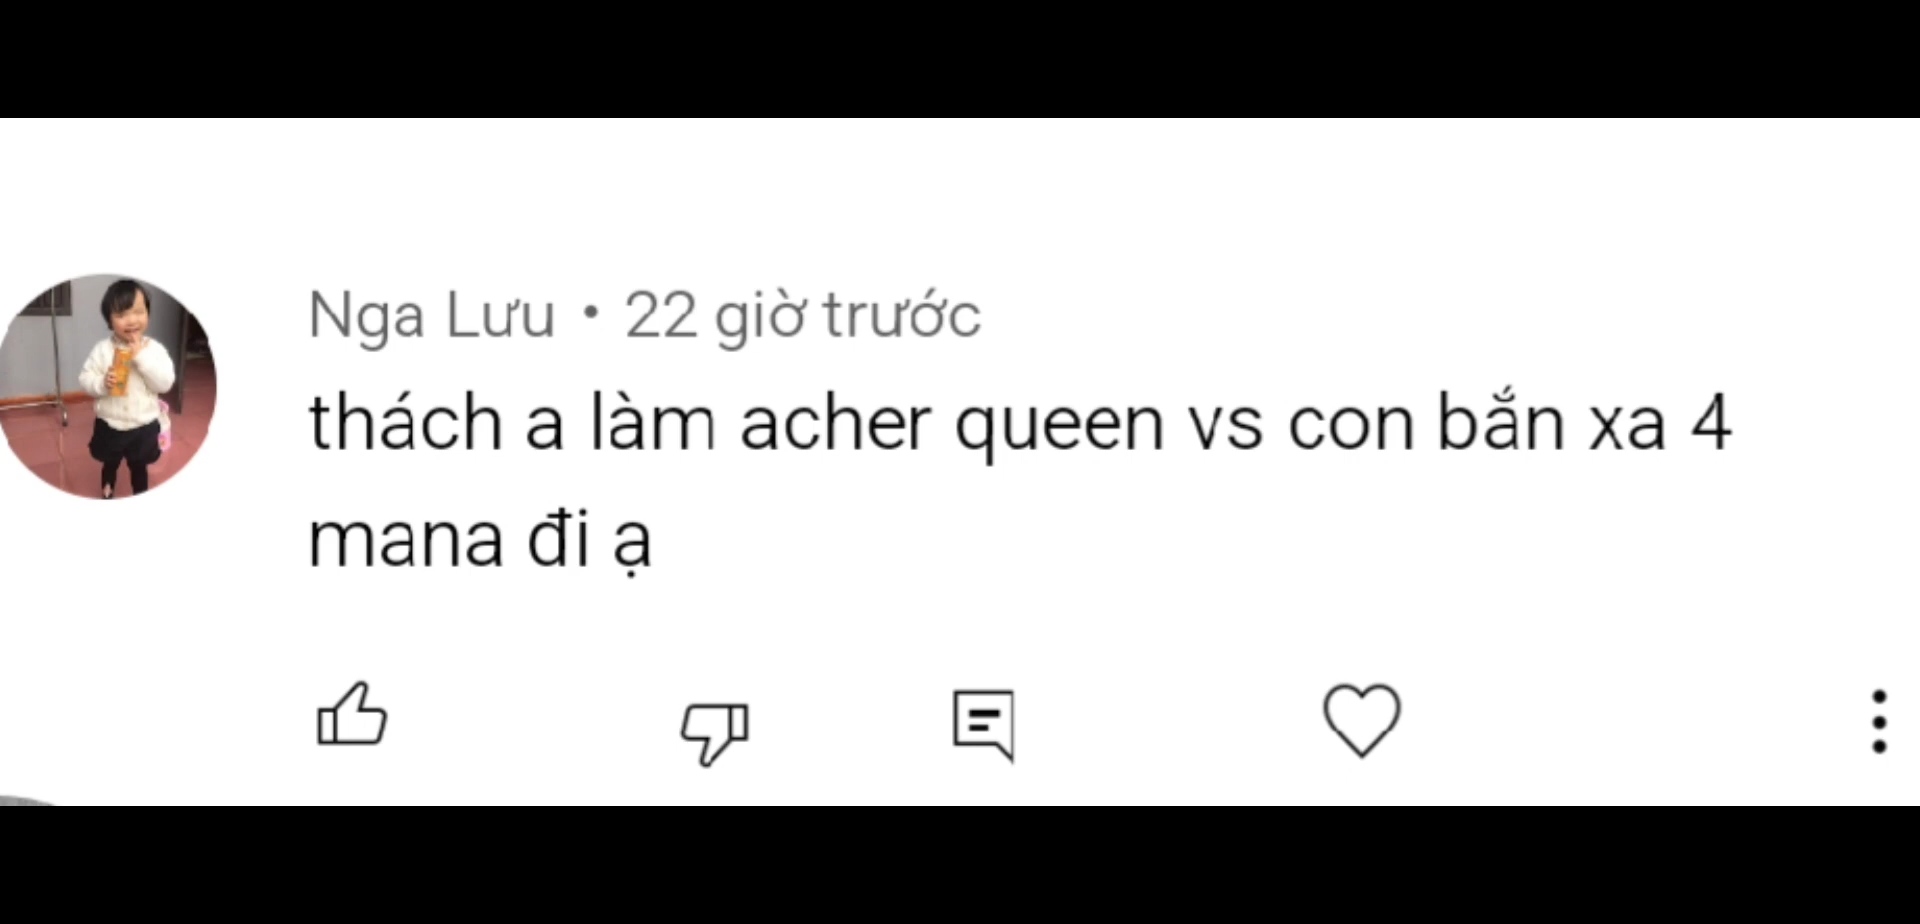 Nga Lưu • 22 giờ trước
thách a làm acher queen vs con bắn xa 4
mana đi ạ